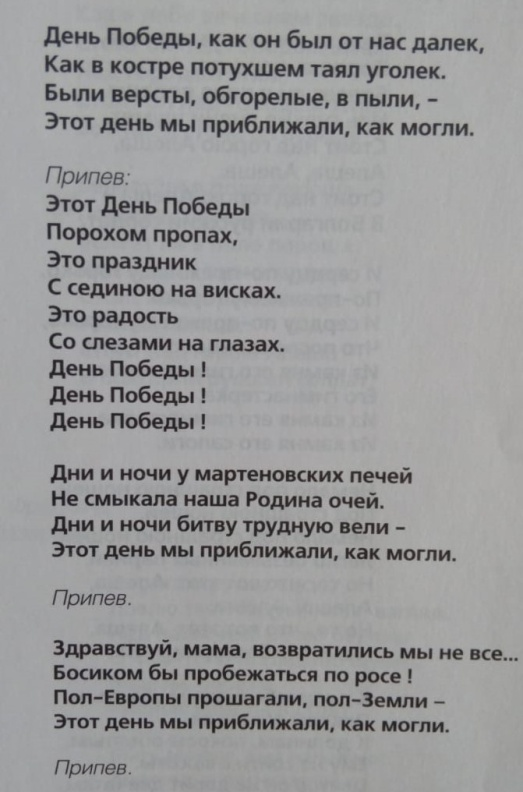 День Победы, как он был от нас далек,
Как в костре потухшем таял уголек.
Были версты, обгорелые, в пыли, –
Этот день мы приближали, как могли.
Припев:
Этот День Победы
Порохом пропах,
Это праздник
С сединою на висках.
Это радость
Со слезами на глазах.
День Победы !
День Победы !
День Победы !
Дни и ночи у мартеновских печей
Не смыкала наша Родина очей.
Дни и ночи битву трудную вели –
Этот день мы приближали, как могли.
Припев.
Здравствуй, мама, возвратились мы не все...
Босиком бы пробежаться по росе !
Пол-Европы прошагали, пол-Земли –
Этот день мы приближали, как могли.
Припев.